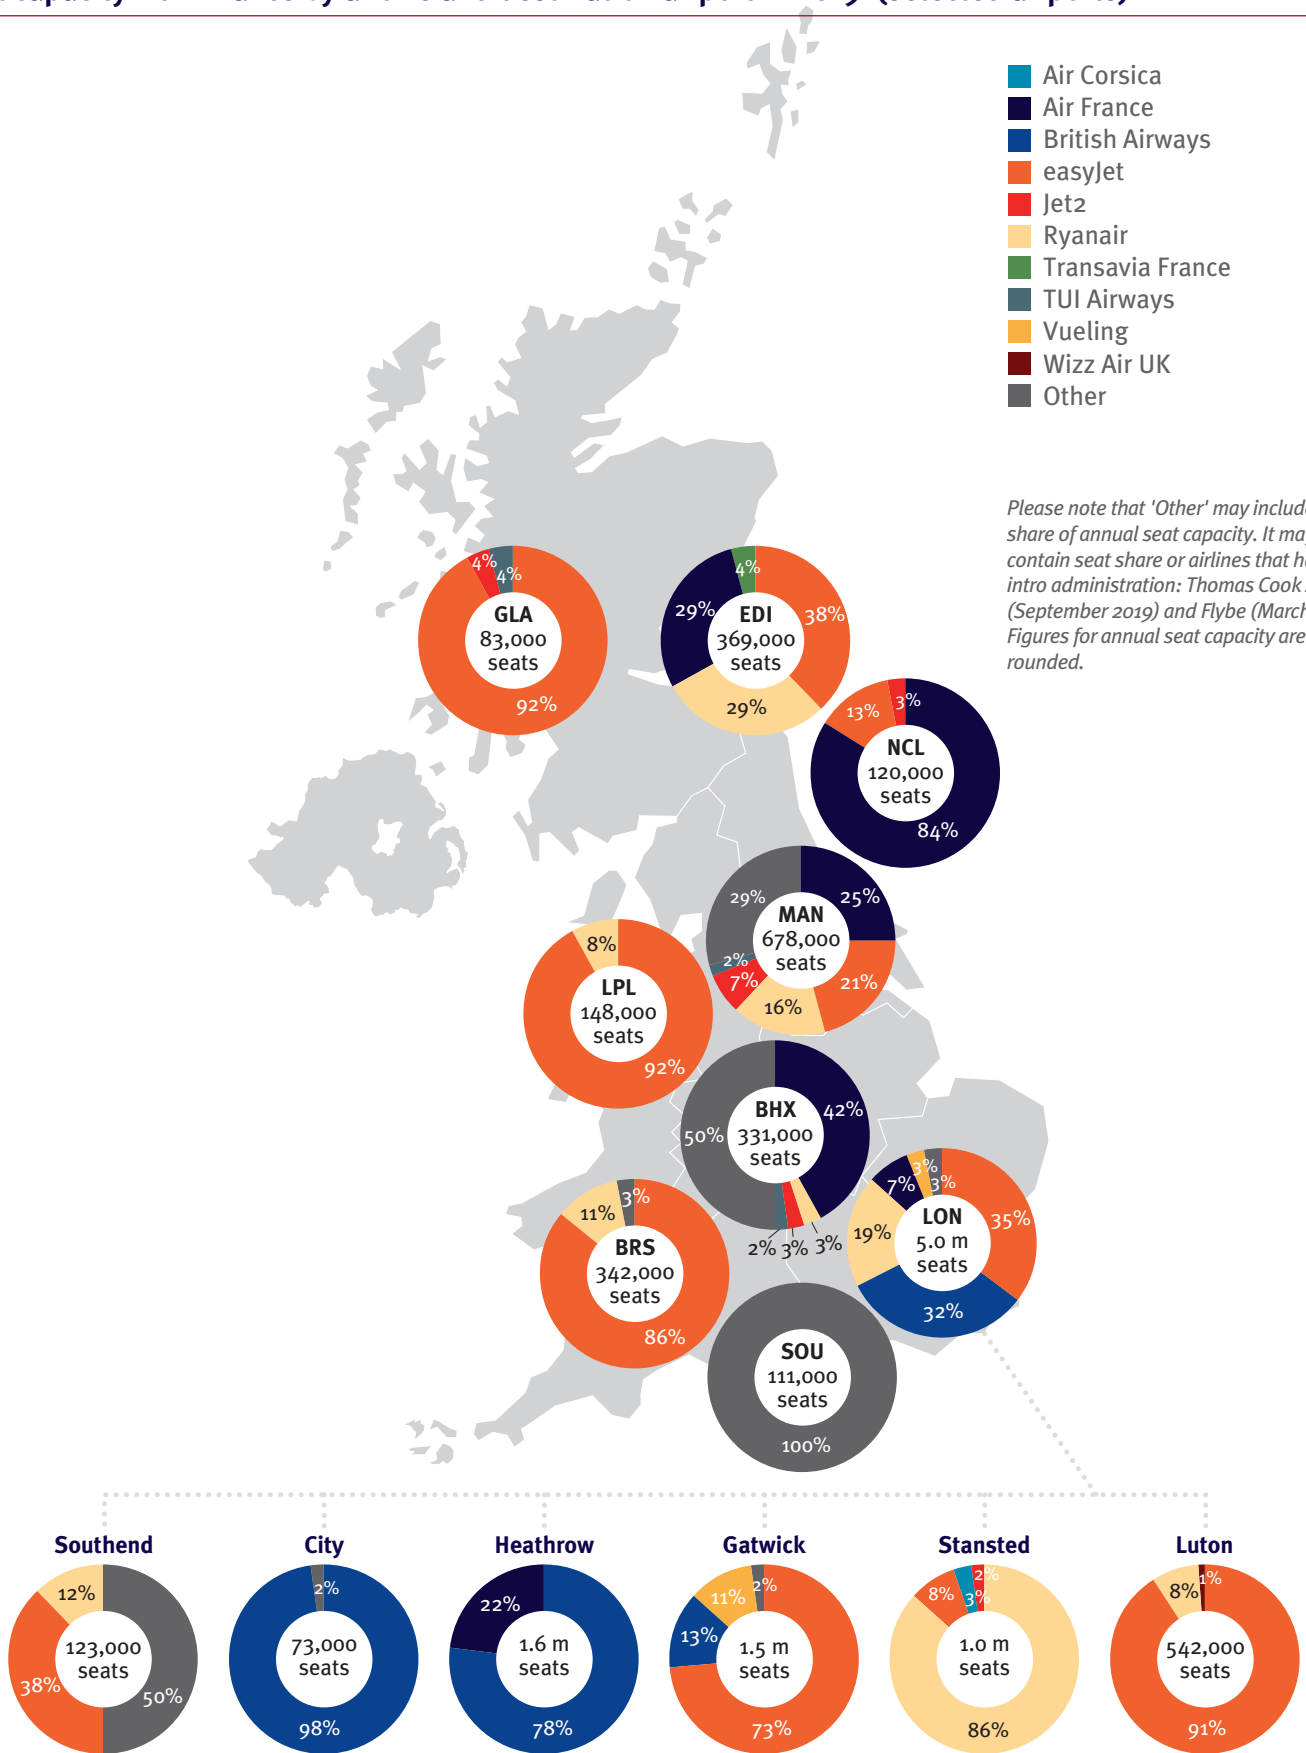 capacity
by
and
(selected airports)
Air Corsica
Air France
British Airways
easyJet
Jet2
Ryanair
Transavia France
TUI Airways
Vueling
Wizz Air UK
Other
Please note that 'Other' may include
share of annual seat capacity. It may
contain seat share or airlines that
intro administration: Thomas Cook
(September 2019) and Flybe (March
Figures for annual seat capacity are
rounded.
4%
4%
GLA
83,000
seats
92%
4%
29%
38%
EDI
369,000
seats
29%
13%
3%
NCL
120,000
seats
84%
29%
25%
MAN
678,000
seats
2%
7%
21%
16%
8%
LPL
148,000
seats
92%
BHX
331,000
seats
50%
42%
2%
3%
3%
3%
11%
BRS
342,000
seats
86%
3%
3%
7%
19%
35%
LON
5.0 m
seats
32%
SOU
111,000
seats
100%
Southend
12%
123,000
seats
38%
50%
City
2%
73,000
seats
98%
Heathrow
22%
1.6 m
seats
78%
Gatwick
11%
2%
13%
1.5 m
seats
73%
Stansted
8%
3%
2%
1.0 m
seats
86%
Luton
8%
1%
542,000
seats
91%